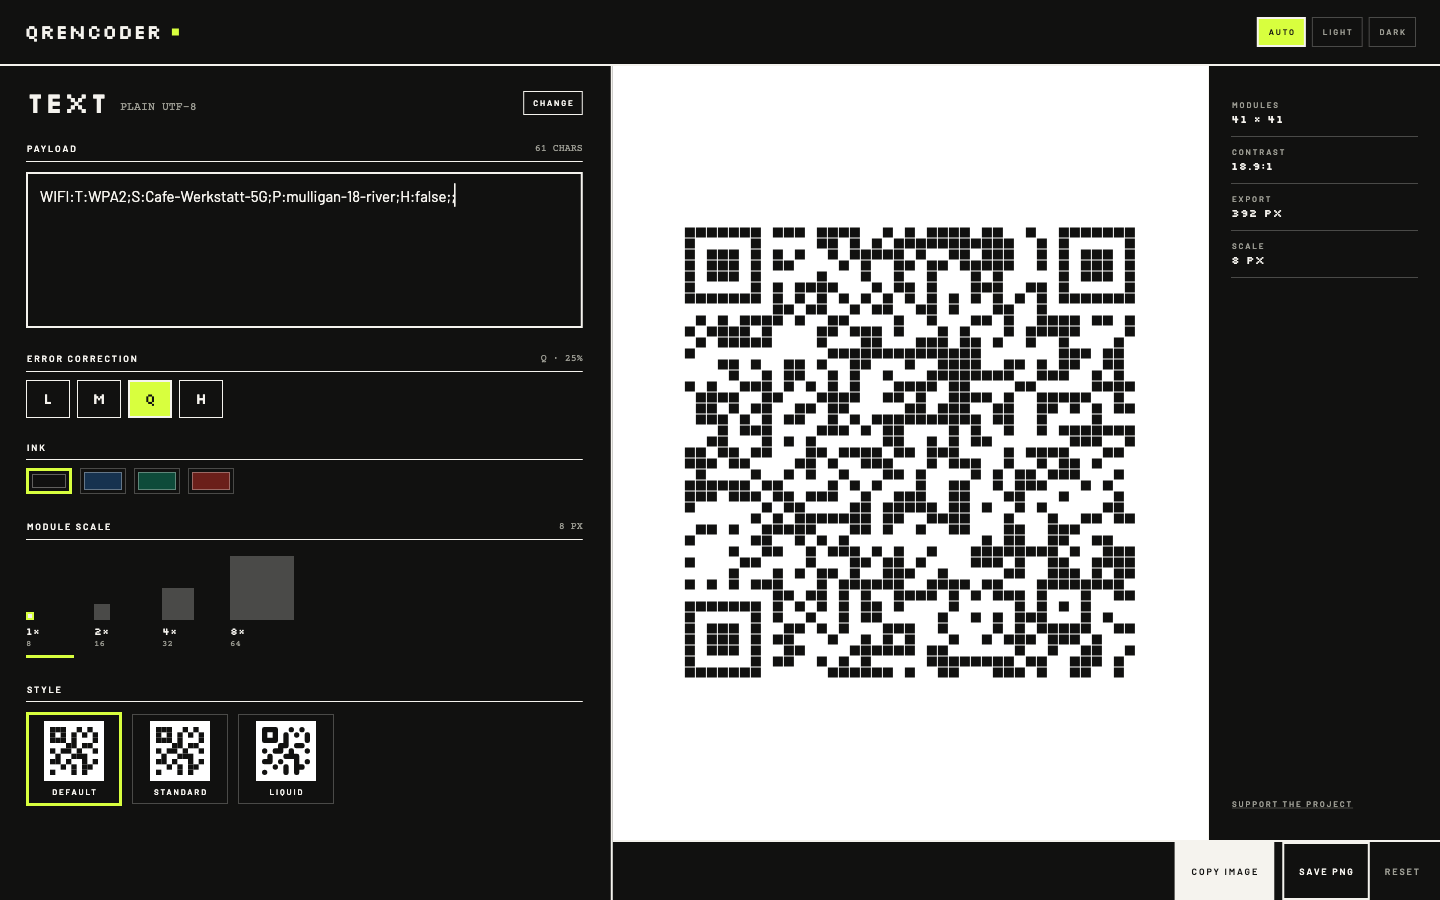 QRENCODER
AUTO LIGHT DARK
TEXT PLAIN UTF-8 CHANGE
PAYLOAD 61 CHARS
WIFI:T:WPA2;S:Cafe-Werkstatt-5G;P:mulligan-18-river;H:false;;
ERROR CORRECTION Q · 25%
L M Q H
INK
MODULE SCALE 8 PX
1× 2× 4× 8×
8 16 32 64
STYLE
DEFAULT STANDARD LIQUID
MODULES
41 × 41
CONTRAST
18.9:1
EXPORT
392 PX
SCALE
8 PX
SUPPORT THE PROJECT
COPY IMAGE SAVE PNG RESET